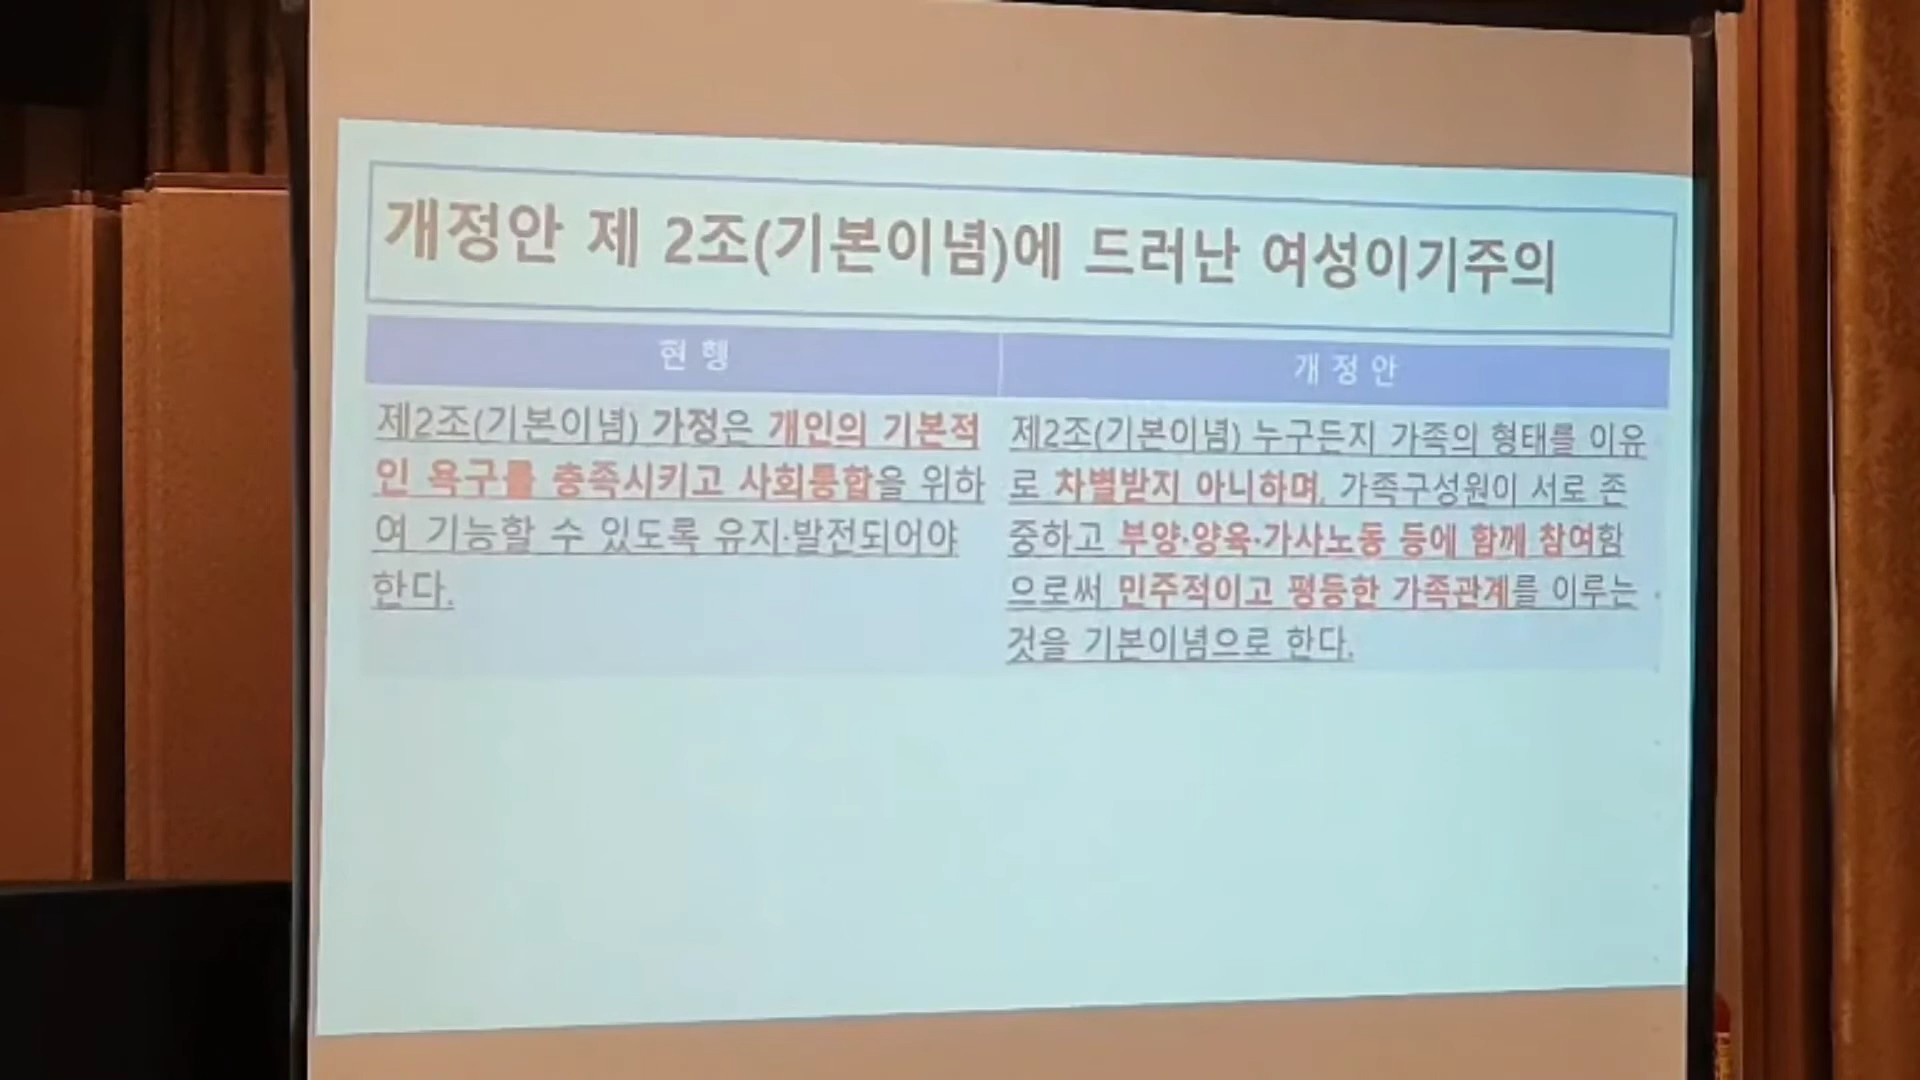 개정안 제 2조(기본이념)에 드러난 여성이기주의
현 행
개 정 안
제2조(기본이념) 가정은 개인의 기본적
인 욕구를 충족시키고 사회통합을 위하
여 기능할 수 있도록 유지·발전되어야
한다.
제2조(기본이념) 누구든지 가족의 형태를 이유
로 차별받지 아니하며, 가족구성원이 서로 존
중하고 부양·양육·가사노동 등에 함께 참여함
으로써 민주적이고 평등한 가족관계를 이루는
것을 기본이념으로 한다.